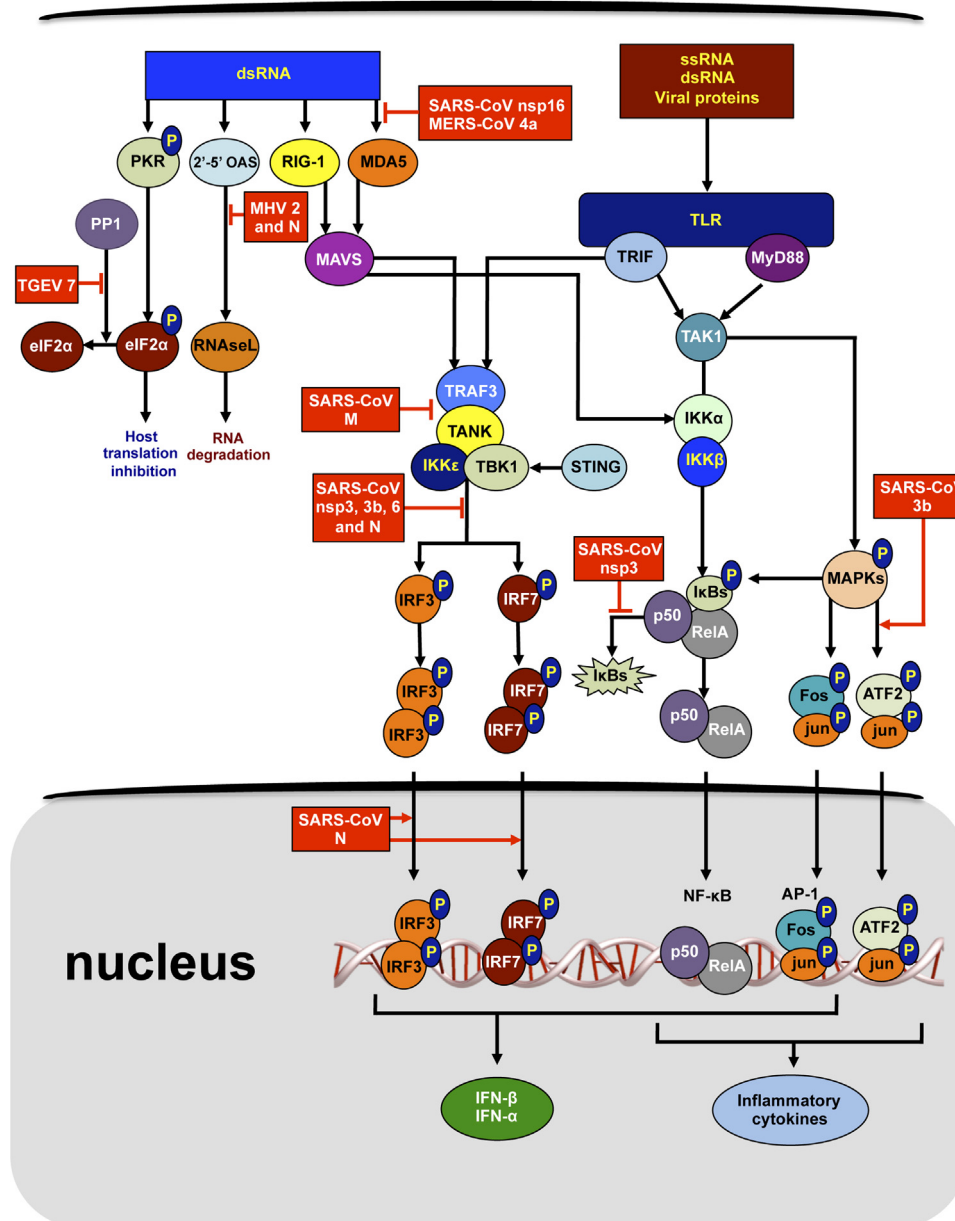 dsRNA
ssRNA
dsRNA
Viral proteins
SARS-CoV nsp16
MERS-CoV 4a
PKR
P
2'-5' OAS
RIG-1
MDA5
MHV 2
and N
PP1
TLR
TRIF
MyD88
MAVS
TGEV 7
eIF2α
eIF2α
P
RNAseL
TAK1
Host
translation
inhibition
RNA
degradation
SARS-CoV
M
TRAF3
TANK
IKKε
TBK1
STING
IKKα
IKKβ
SARS-CoV
nsp3, 3b, 6
and N
SARS-CoV
3b
SARS-CoV
nsp3
IRF3
P
IRF7
P
IκBs
P
p50
RelA
MAPKs
P
IκBs
IRF3
P
IRF3
P
IRF7
P
IRF7
P
p50
RelA
Fos
P
jun
P
ATF2
P
jun
P
SARS-CoV
N
NF-κB
AP-1
nucleus
IRF3
P
IRF3
P
IRF7
P
IRF7
P
p50
RelA
Fos
P
jun
P
ATF2
P
jun
P
IFN-β
IFN-α
Inflammatory
cytokines